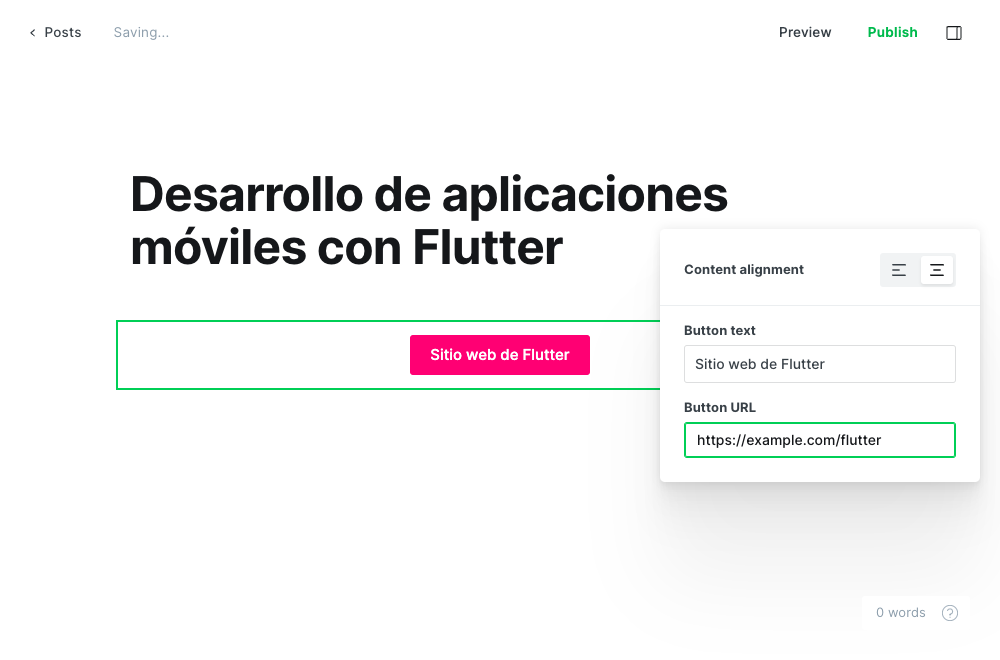 Posts
Saving...
Preview
Publish
Desarrollo de aplicaciones
móviles con Flutter
Sitio web de Flutter
Content alignment
Button text
Sitio web de Flutter
Button URL
https://example.com/flutter
0 words
?